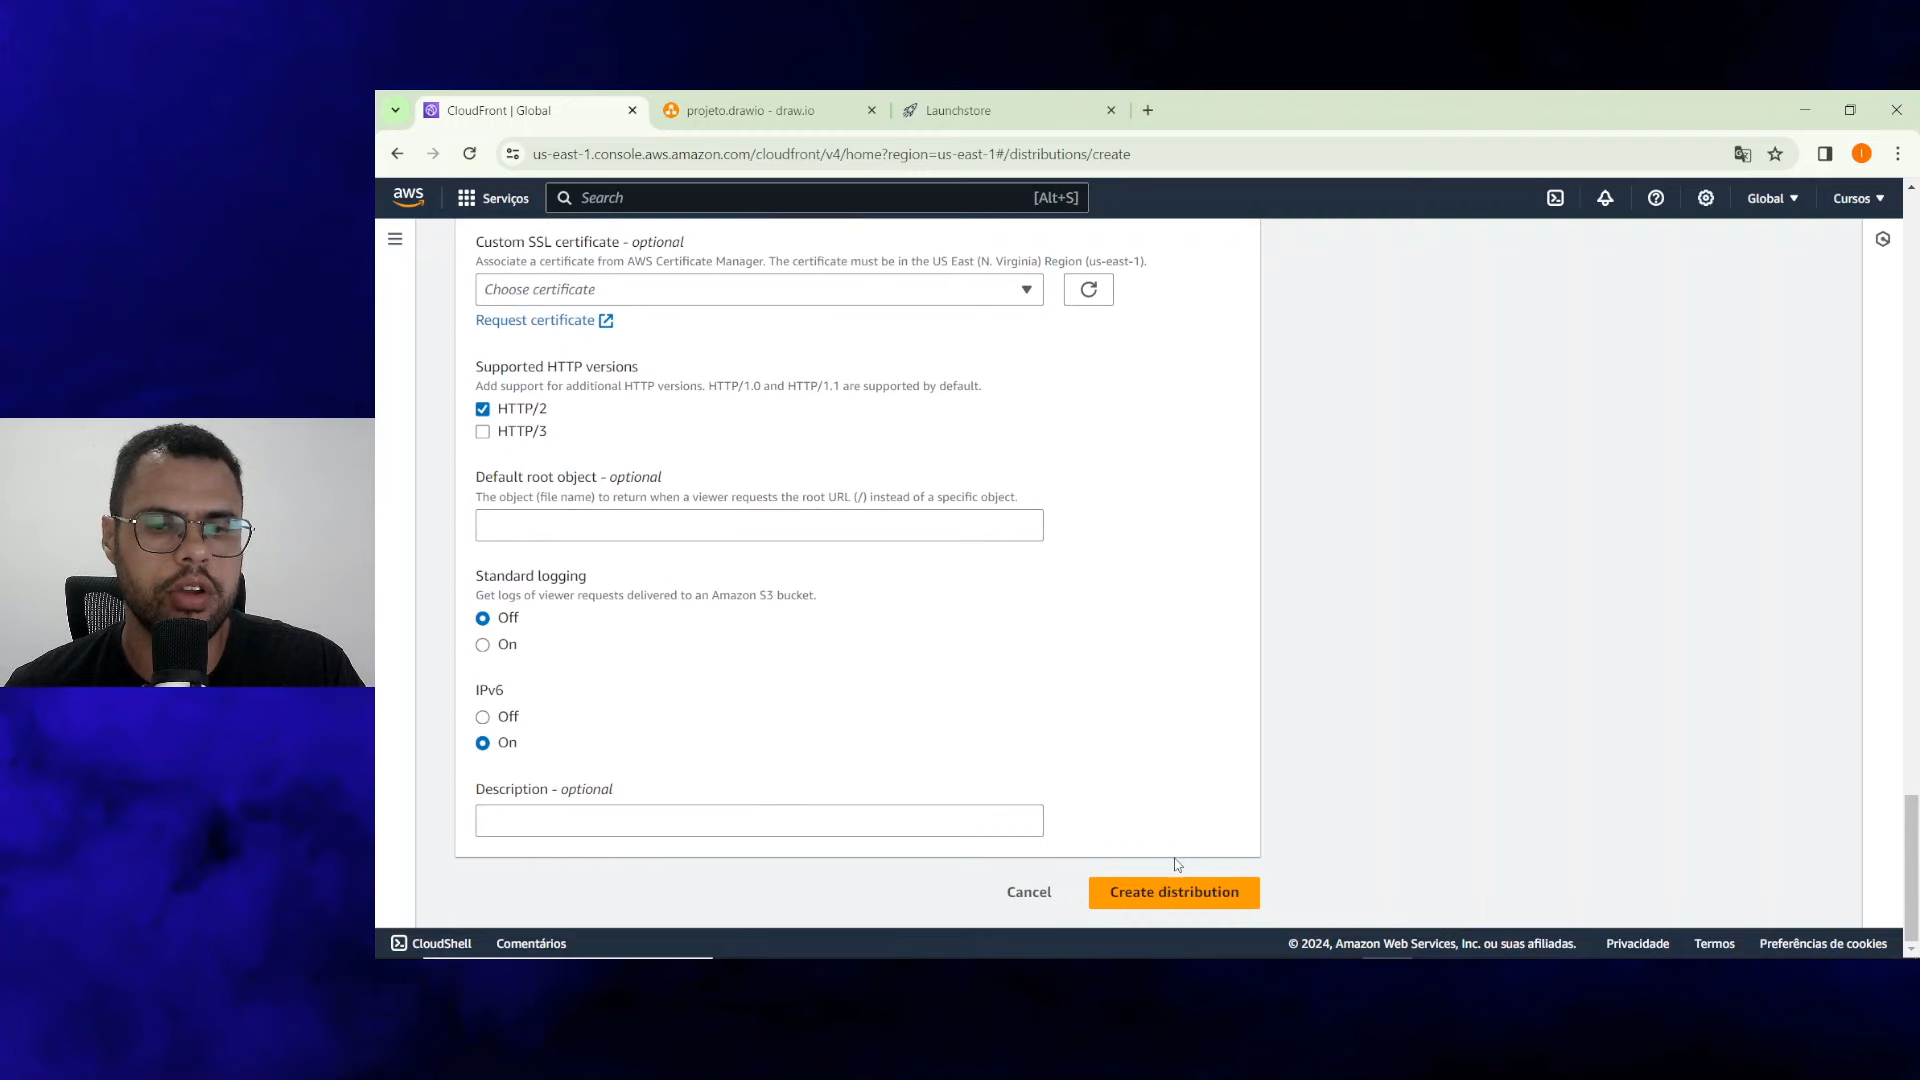 CloudFront | Global
projeto.drawio - draw.io
Launchstore
us-east-1.console.aws.amazon.com/cloudfront/v4/home?region=us-east-1#/distributions/create
I
aws
Serviços
Search
[Alt+S]
Global
Cursos
Custom SSL certificate - optional
Associate a certificate from AWS Certificate Manager. The certificate must be in the US East (N. Virginia) Region (us-east-1).
Choose certificate
Request certificate
Supported HTTP versions
Add support for additional HTTP versions. HTTP/1.0 and HTTP/1.1 are supported by default.
HTTP/2
HTTP/3
Default root object - optional
The object (file name) to return when a viewer requests the root URL (/) instead of a specific object.
Standard logging
Get logs of viewer requests delivered to an Amazon S3 bucket.
Off
On
IPv6
Off
On
Description - optional
Cancel
Create distribution
CloudShell
Comentários
© 2024, Amazon Web Services, Inc. ou suas afiliadas.
Privacidade
Termos
Preferências de cookies